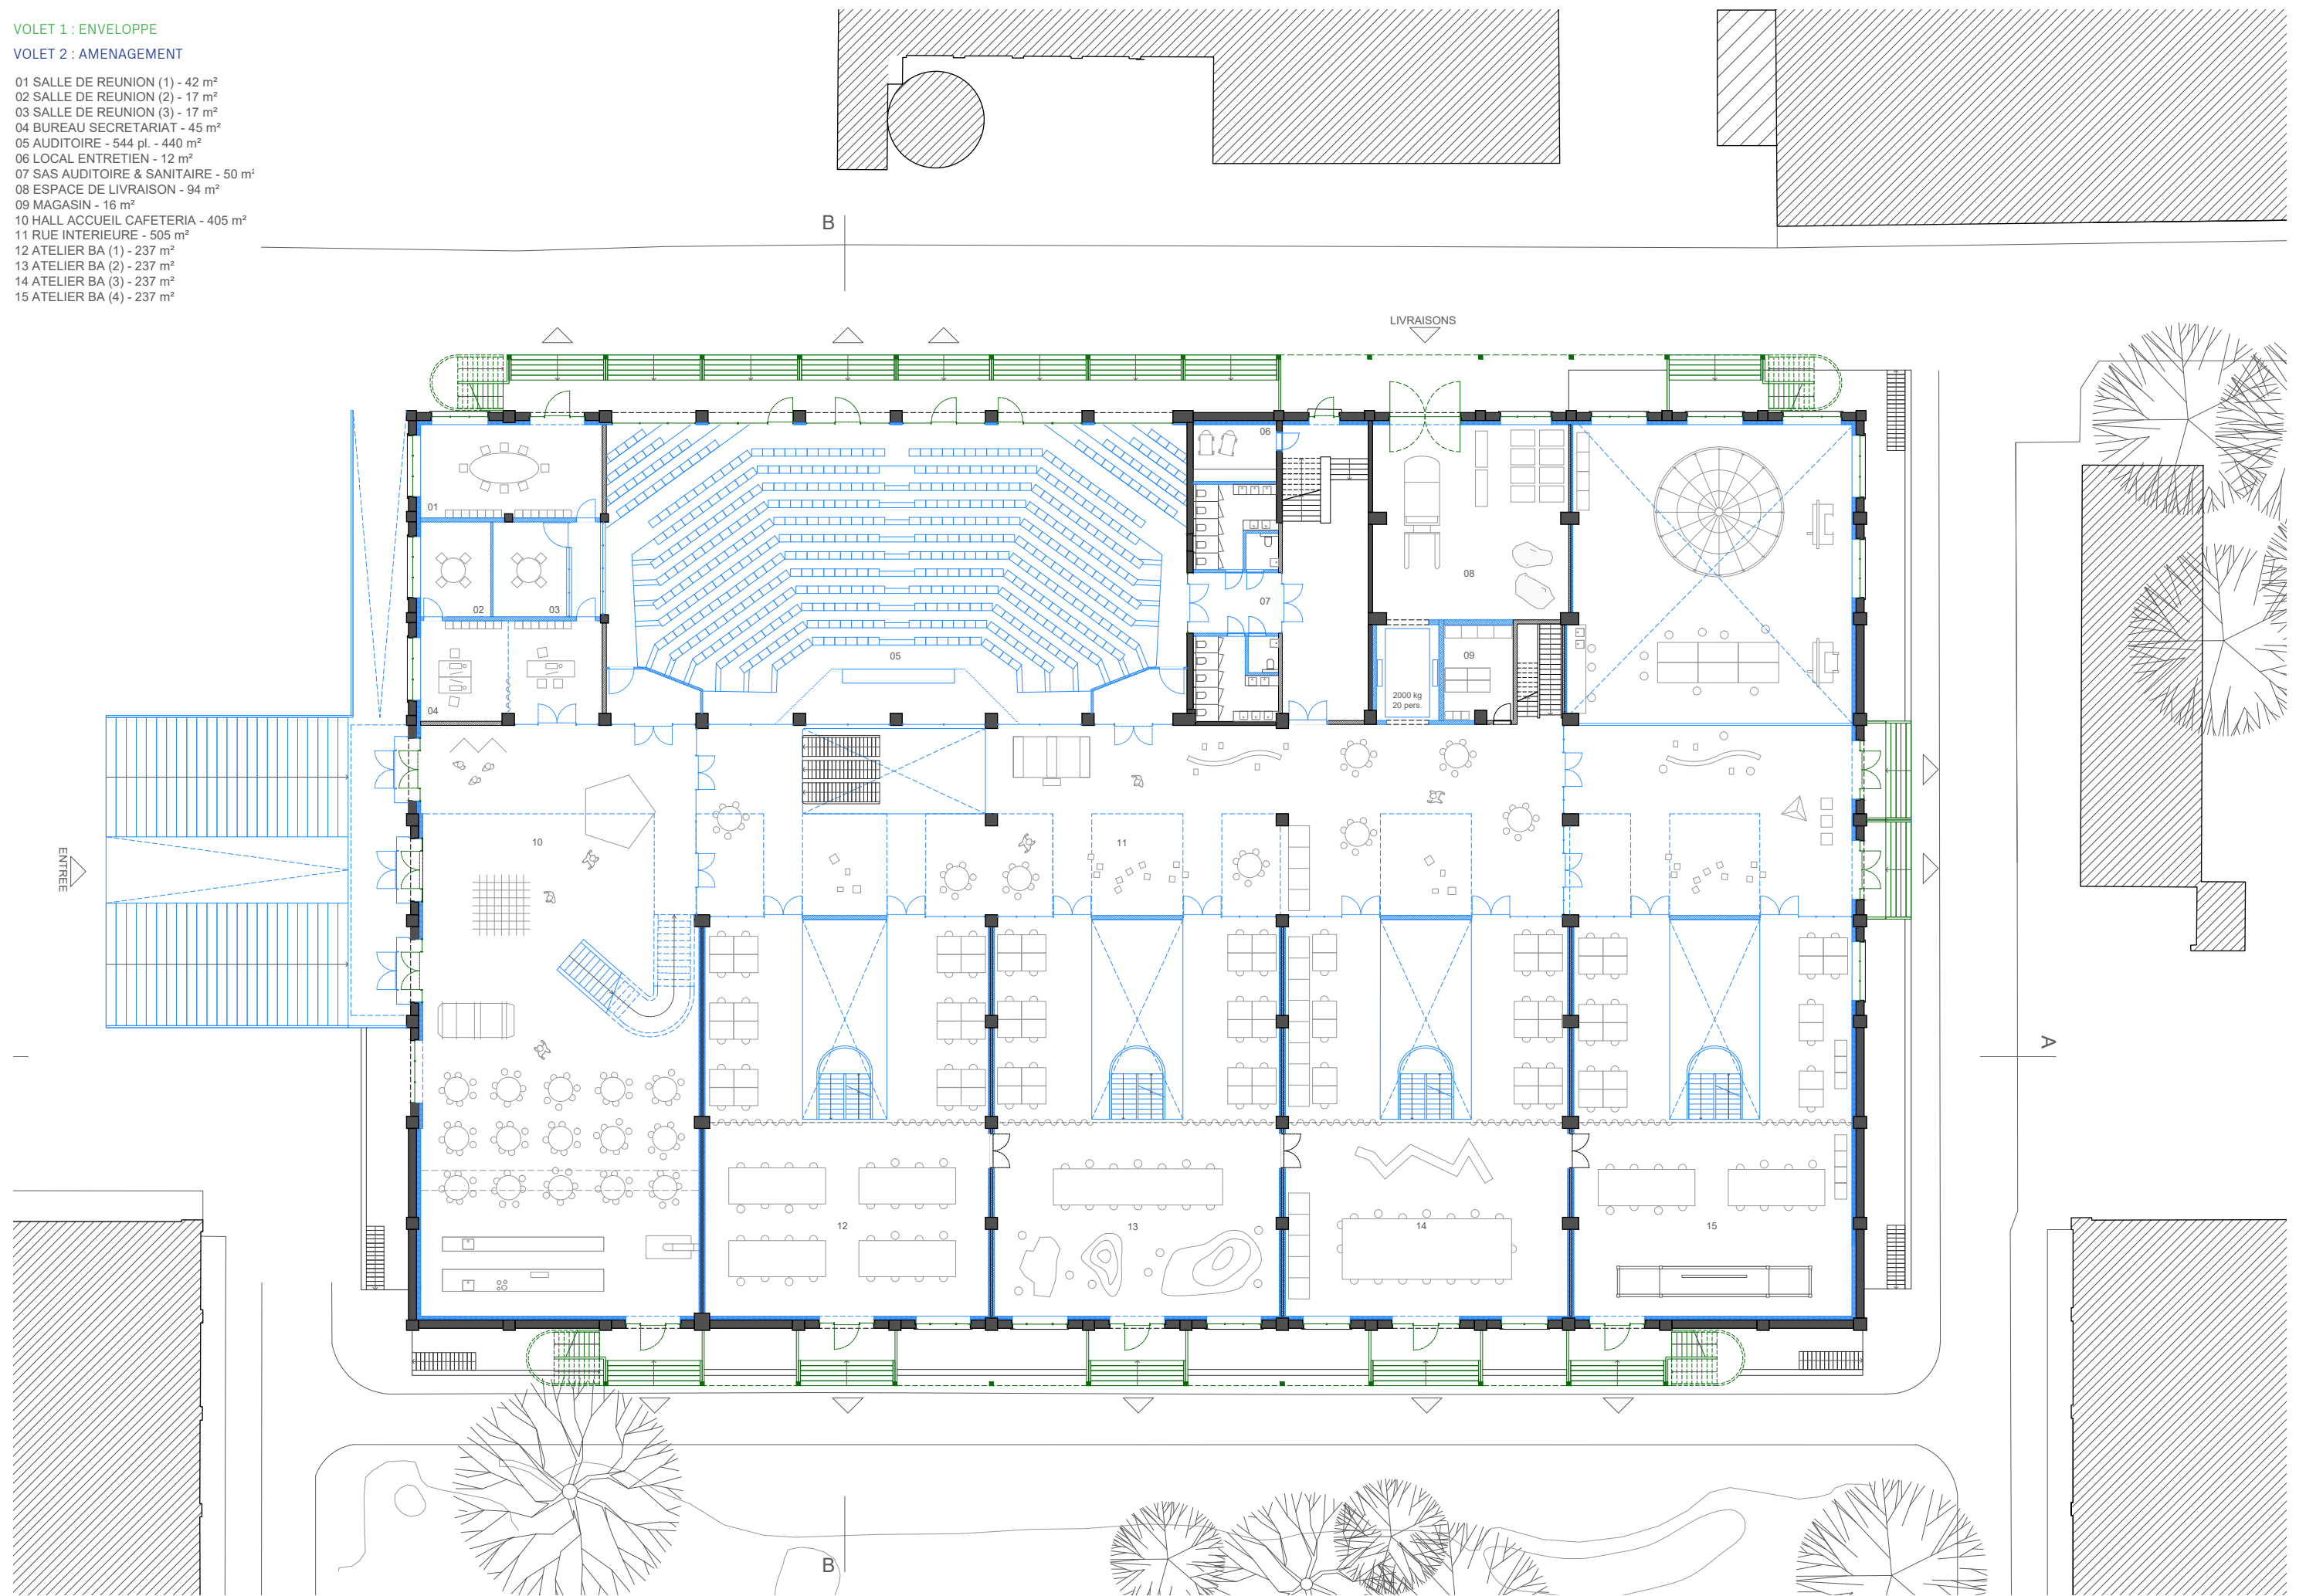 VOLET 1 : ENVELOPPE
VOLET 2 : AMENAGEMENT
01 SALLE DE REUNION (1) - 42 m²
02 SALLE DE REUNION (2) - 17 m²
03 SALLE DE REUNION (3) - 17 m²
04 BUREAU SECRETARIAT - 45 m²
05 AUDITOIRE - 544 pl. - 440 m²
06 LOCAL ENTRETIEN - 12 m²
07 SAS AUDITOIRE & SANITAIRE - 50 m²
08 ESPACE DE LIVRAISON - 94 m²
09 MAGASIN - 16 m²
10 HALL ACCUEIL CAFETERIA - 405 m²
11 RUE INTERIEURE - 505 m²
12 ATELIER BA (1) - 237 m²
13 ATELIER BA (2) - 237 m²
14 ATELIER BA (3) - 237 m²
15 ATELIER BA (4) - 237 m²
B
LIVRAISONS
06
01
08
07
02
03
05
09
2000 kg
20 pers.
04
10
11
ENTREE
A
12
13
14
15
B